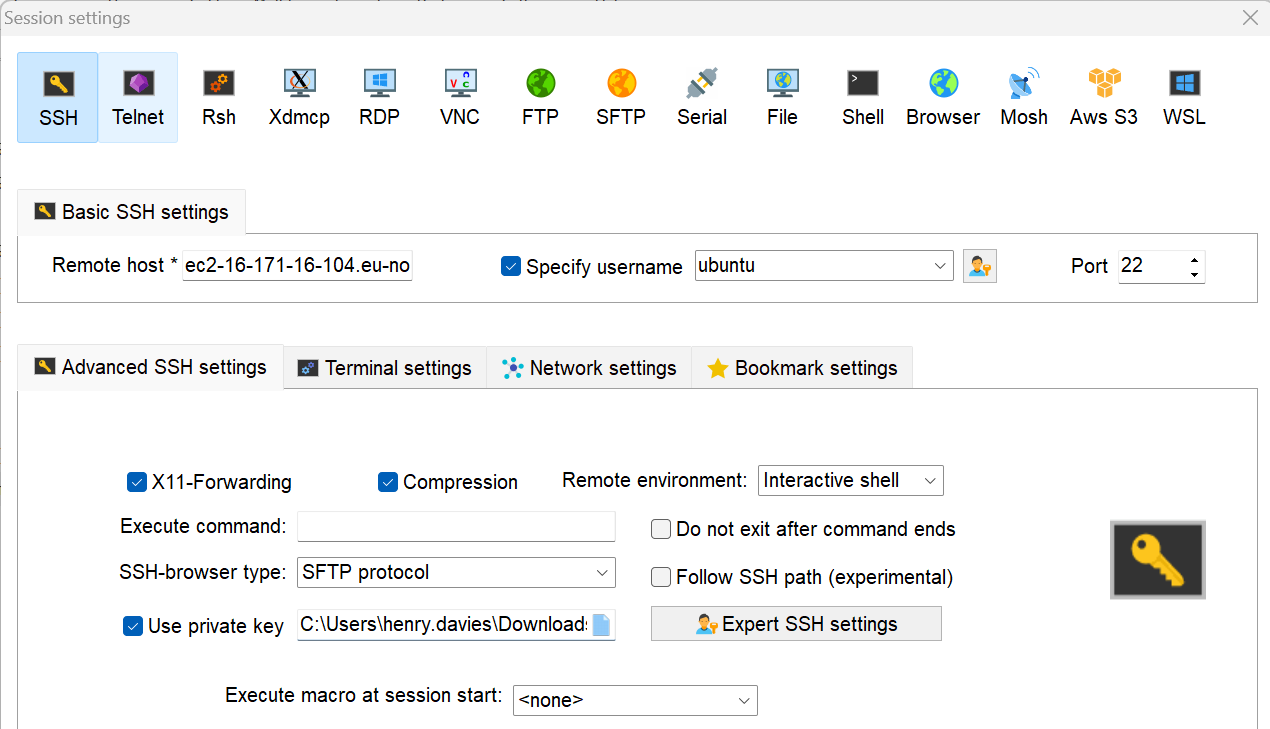 Session settings
SSH Telnet Rsh Xdmcp RDP VNC FTP SFTP Serial File Shell Browser Mosh Aws S3 WSL
Basic SSH settings
Remote host * ec2-16-171-16-104.eu-no Specify username ubuntu Port 22
Advanced SSH settings Terminal settings Network settings Bookmark settings
X11-Forwarding Compression Remote environment: Interactive shell
Execute command: Do not exit after command ends
SSH-browser type: SFTP protocol Follow SSH path (experimental)
Use private key C:\Users\henry.davies\Downloads Expert SSH settings
Execute macro at session start: <none>